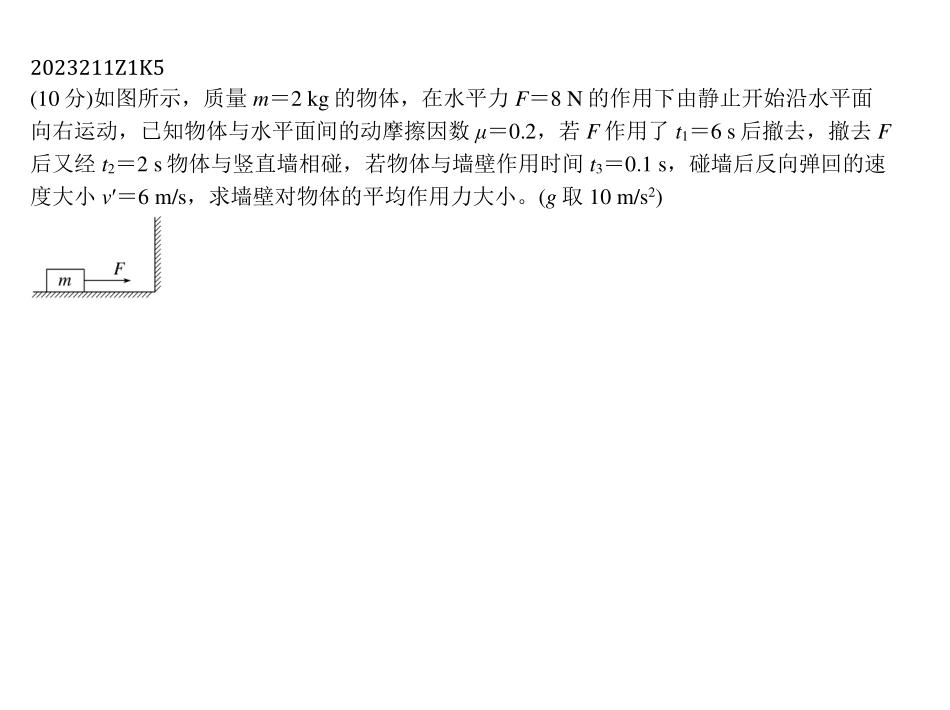 2023211Z1K5
(10 分)如图所示，质量 m＝2 kg 的物体，在水平力 F＝8 N 的作用下由静止开始沿水平面
向右运动，已知物体与水平面间的动摩擦因数 μ＝0.2，若 F 作用了 t₁＝6 s 后撤去，撤去 F
后又经 t₂＝2 s 物体与竖直墙相碰，若物体与墙壁作用时间 t₃＝0.1 s，碰墙后反向弹回的速
度大小 v′＝6 m/s，求墙壁对物体的平均作用力大小。(g 取 10 m/s²)
F
m